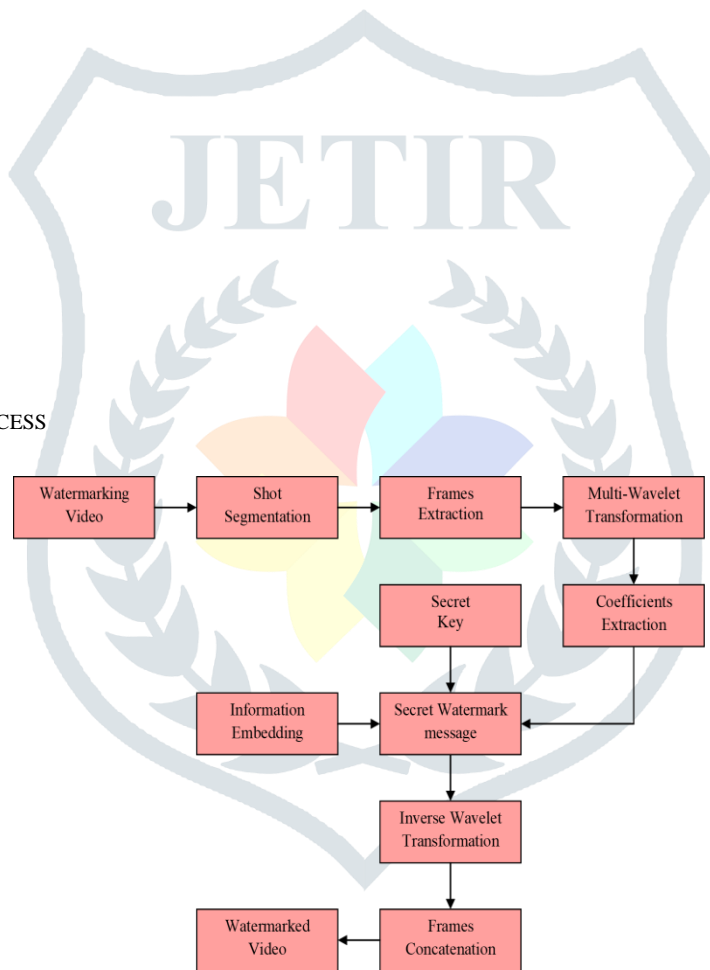 JETIR
CESS
Watermarking
Video
Shot
Segmentation
Frames
Extraction
Multi-Wavelet
Transformation
Secret
Key
Coefficients
Extraction
Information
Embedding
Secret Watermark
message
Inverse Wavelet
Transformation
Watermarked
Video
Frames
Concatenation